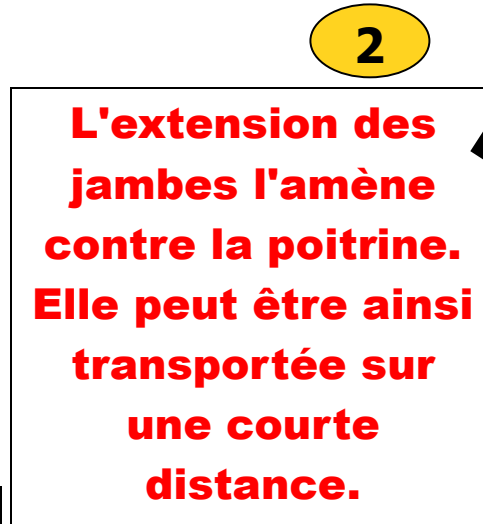 2
L'extension des
jambes l'amène
contre la poitrine.
Elle peut être ainsi
transportée sur
une courte
distance.